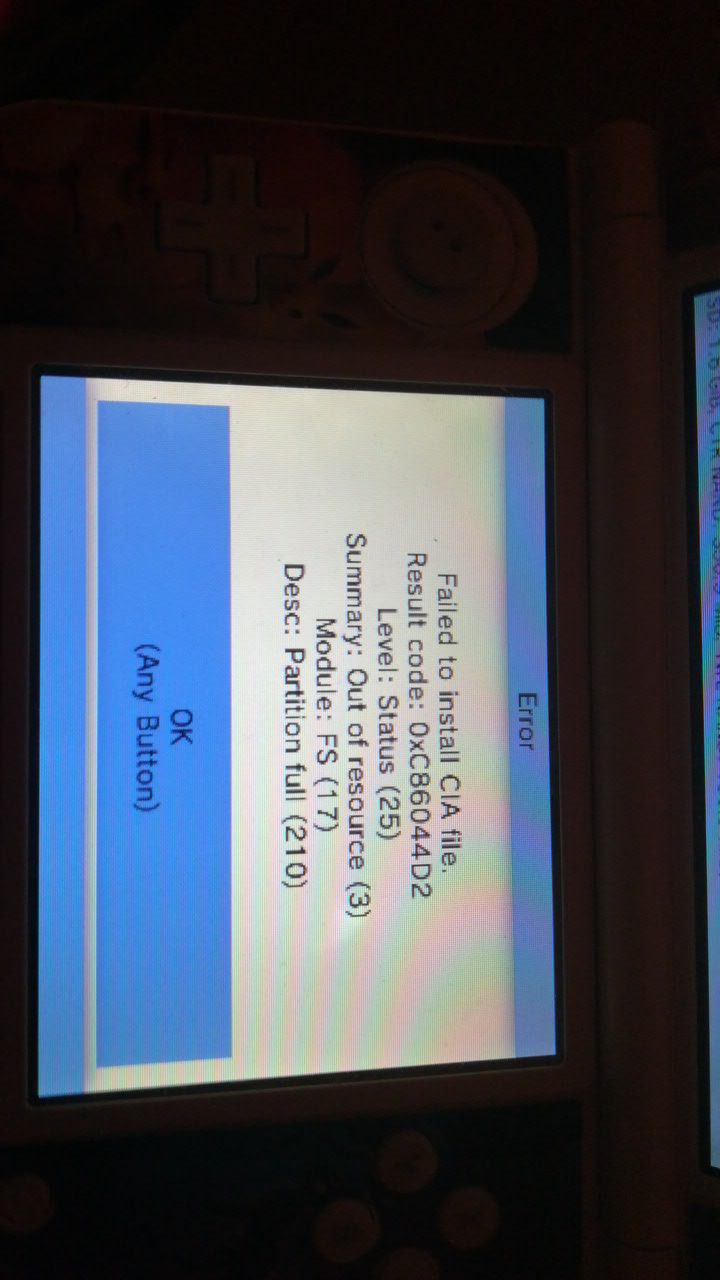 Error
Failed to install CIA file.
Result code: 0xC86044D2
Level: Status (25)
Summary: Out of resource (3)
Module: FS (17)
Desc: Partition full (210)
OK
(Any Button)